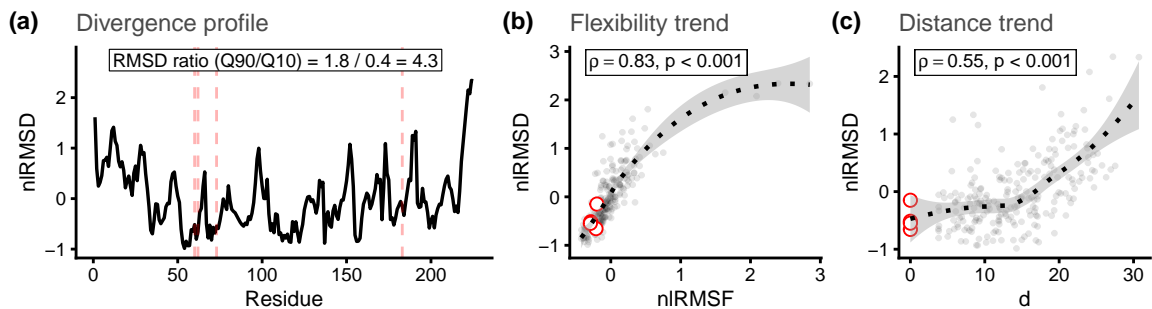 (a) Divergence profile
RMSD ratio (Q90/Q10) = 1.8 / 0.4 = 4.3
nlRMSD
2
1
0
−1
0 50 100 150 200
Residue
(b) Flexibility trend
ρ = 0.83, p < 0.001
nlRMSD
3
2
1
0
−1
0 1 2 3
nlRMSF
(c) Distance trend
ρ = 0.55, p < 0.001
nlRMSD
2
1
0
−1
0 10 20 30
d